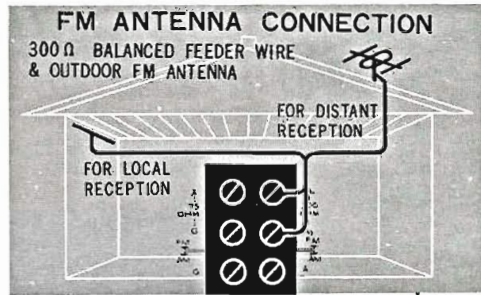 FM ANTENNA CONNECTION
300Ω BALANCED FEEDER WIRE
& OUTDOOR FM ANTENNA
FOR DISTANT
RECEPTION
FOR LOCAL
RECEPTION